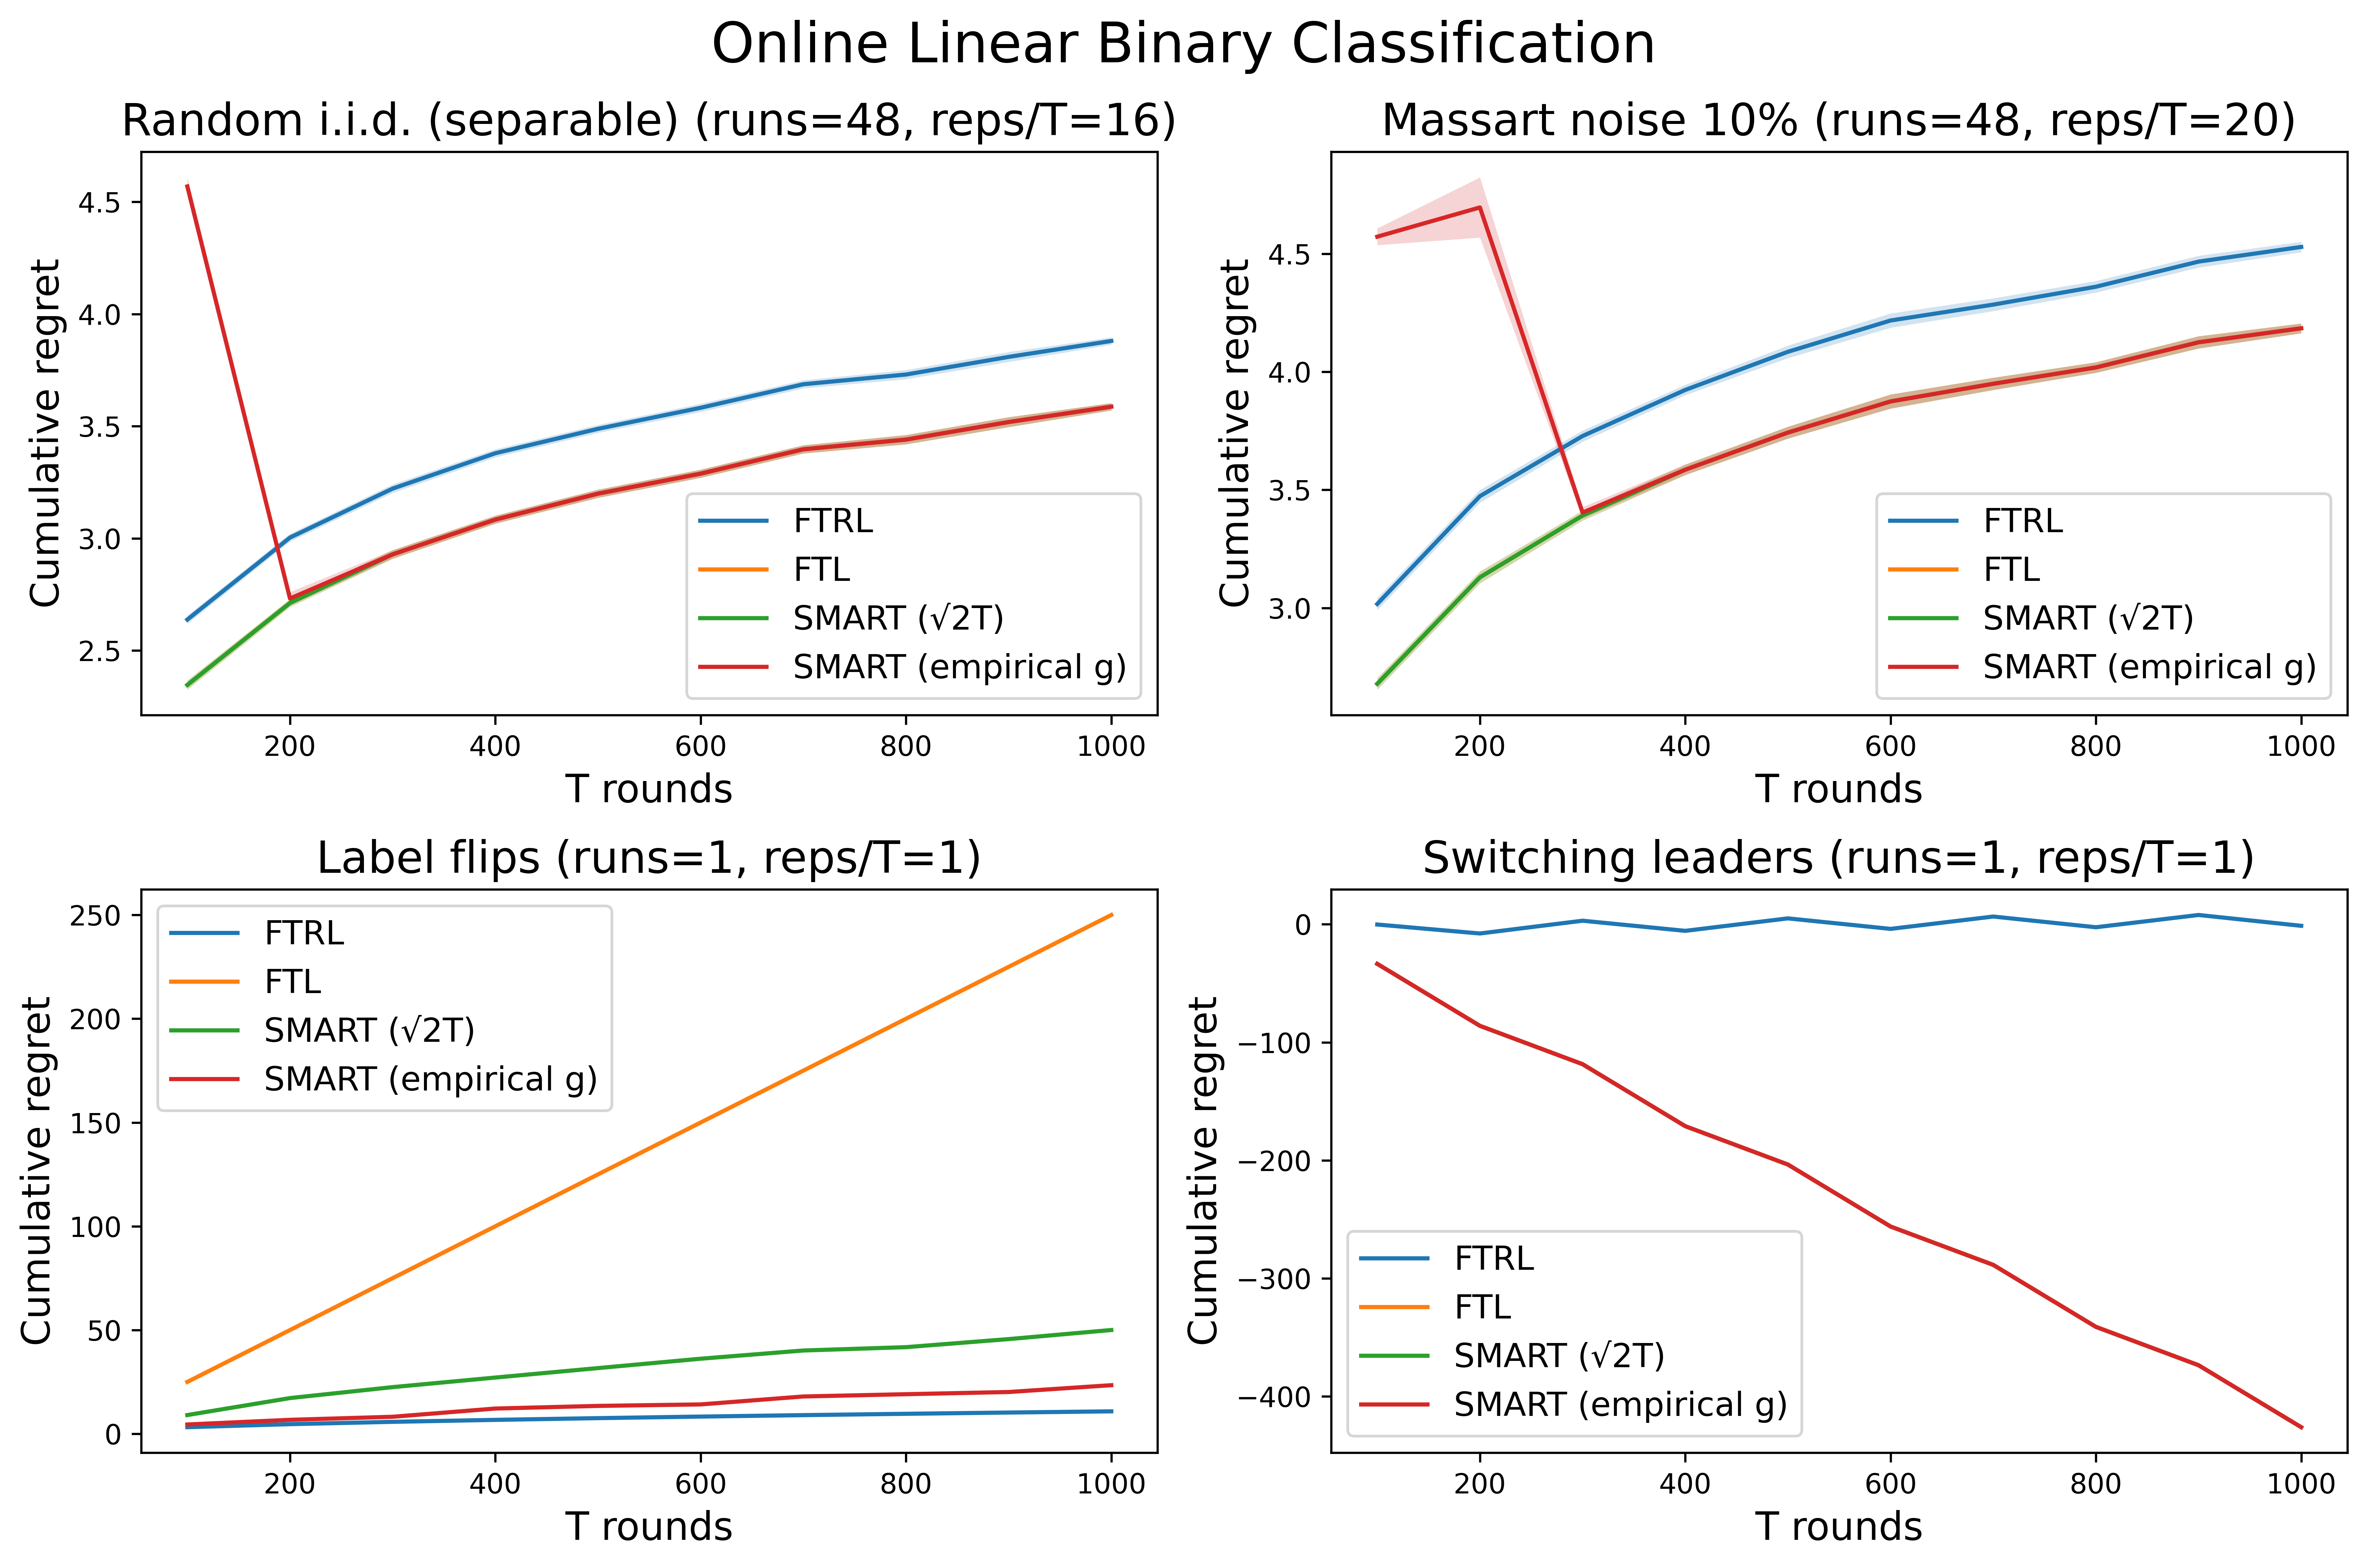 Online Linear Binary Classification
Random i.i.d. (separable) (runs=48, reps/T=16)
Cumulative regret
4.5
4.0
3.5
3.0
2.5
FTRL
FTL
SMART (√2T)
SMART (empirical g)
200 400 600 800 1000
T rounds
Massart noise 10% (runs=48, reps/T=20)
Cumulative regret
4.5
4.0
3.5
3.0
FTRL
FTL
SMART (√2T)
SMART (empirical g)
200 400 600 800 1000
T rounds
Label flips (runs=1, reps/T=1)
Cumulative regret
250
200
150
100
50
0
FTRL
FTL
SMART (√2T)
SMART (empirical g)
200 400 600 800 1000
T rounds
Switching leaders (runs=1, reps/T=1)
Cumulative regret
0
−100
−200
−300
−400
FTRL
FTL
SMART (√2T)
SMART (empirical g)
200 400 600 800 1000
T rounds